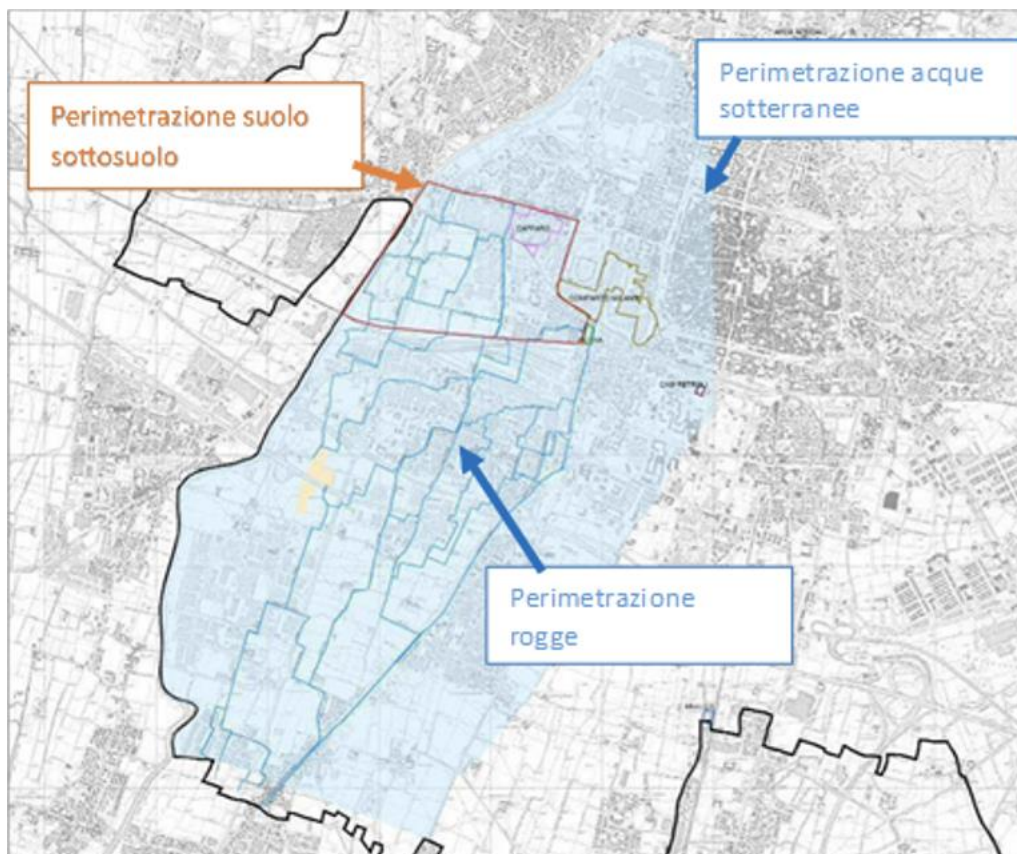 Perimetrazione acque
sotterranee
Perimetrazione suolo
sottosuolo
Perimetrazione
rogge